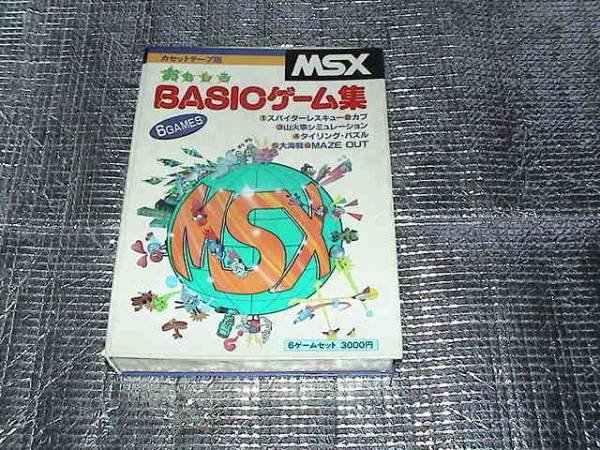 カセットテープ版
MSX
おもしろ
BASICゲーム集
6GAMES
①スパイダーレスキュー②カブ
③山火事シミュレーション
④タイリング・パズル
⑤大海戦⑥MAZE OUT
MSX
6ゲームセット 3000円